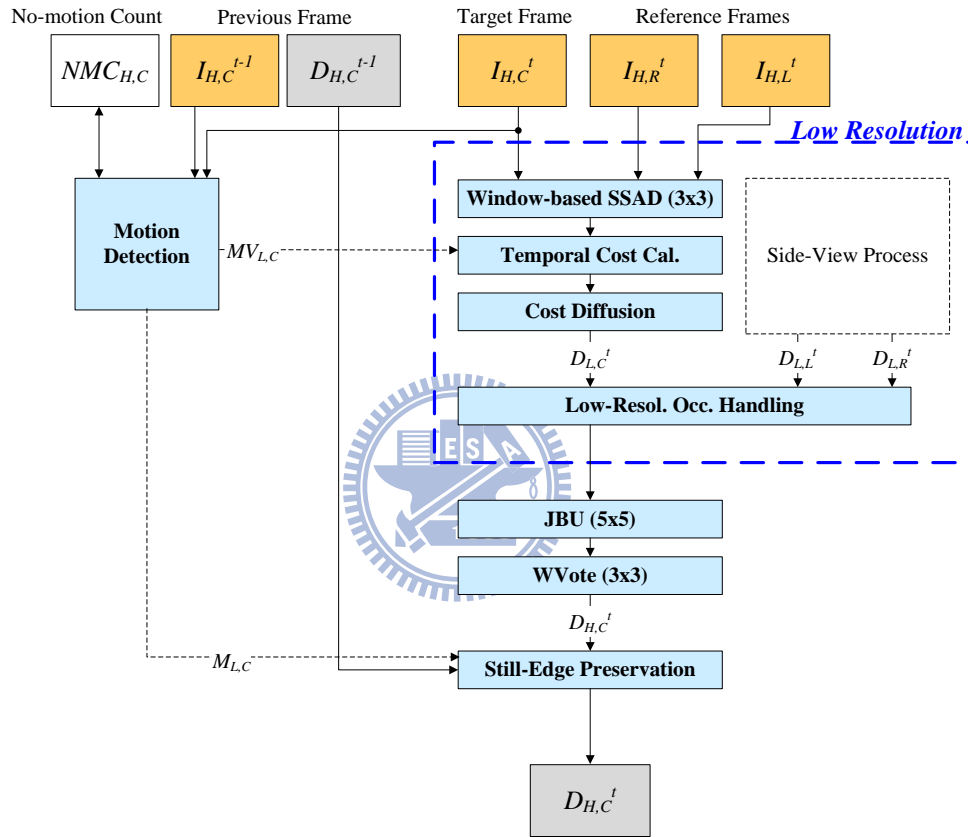 No-motion Count
Previous Frame
Target Frame
Reference Frames
NMC_{H,C}
I_{H,C}^{t-1}
D_{H,C}^{t-1}
I_{H,C}^{t}
I_{H,R}^{t}
I_{H,L}^{t}
Low Resolution
Window-based SSAD (3x3)
Motion
Detection
MV_{L,C}
Temporal Cost Cal.
Side-View Process
Cost Diffusion
D_{L,C}^{t}
D_{L,L}^{t}
D_{L,R}^{t}
Low-Resol. Occ. Handling
E S A
JBU (5x5)
WVote (3x3)
D_{H,C}^{t}
M_{L,C}
Still-Edge Preservation
D_{H,C}^{t}